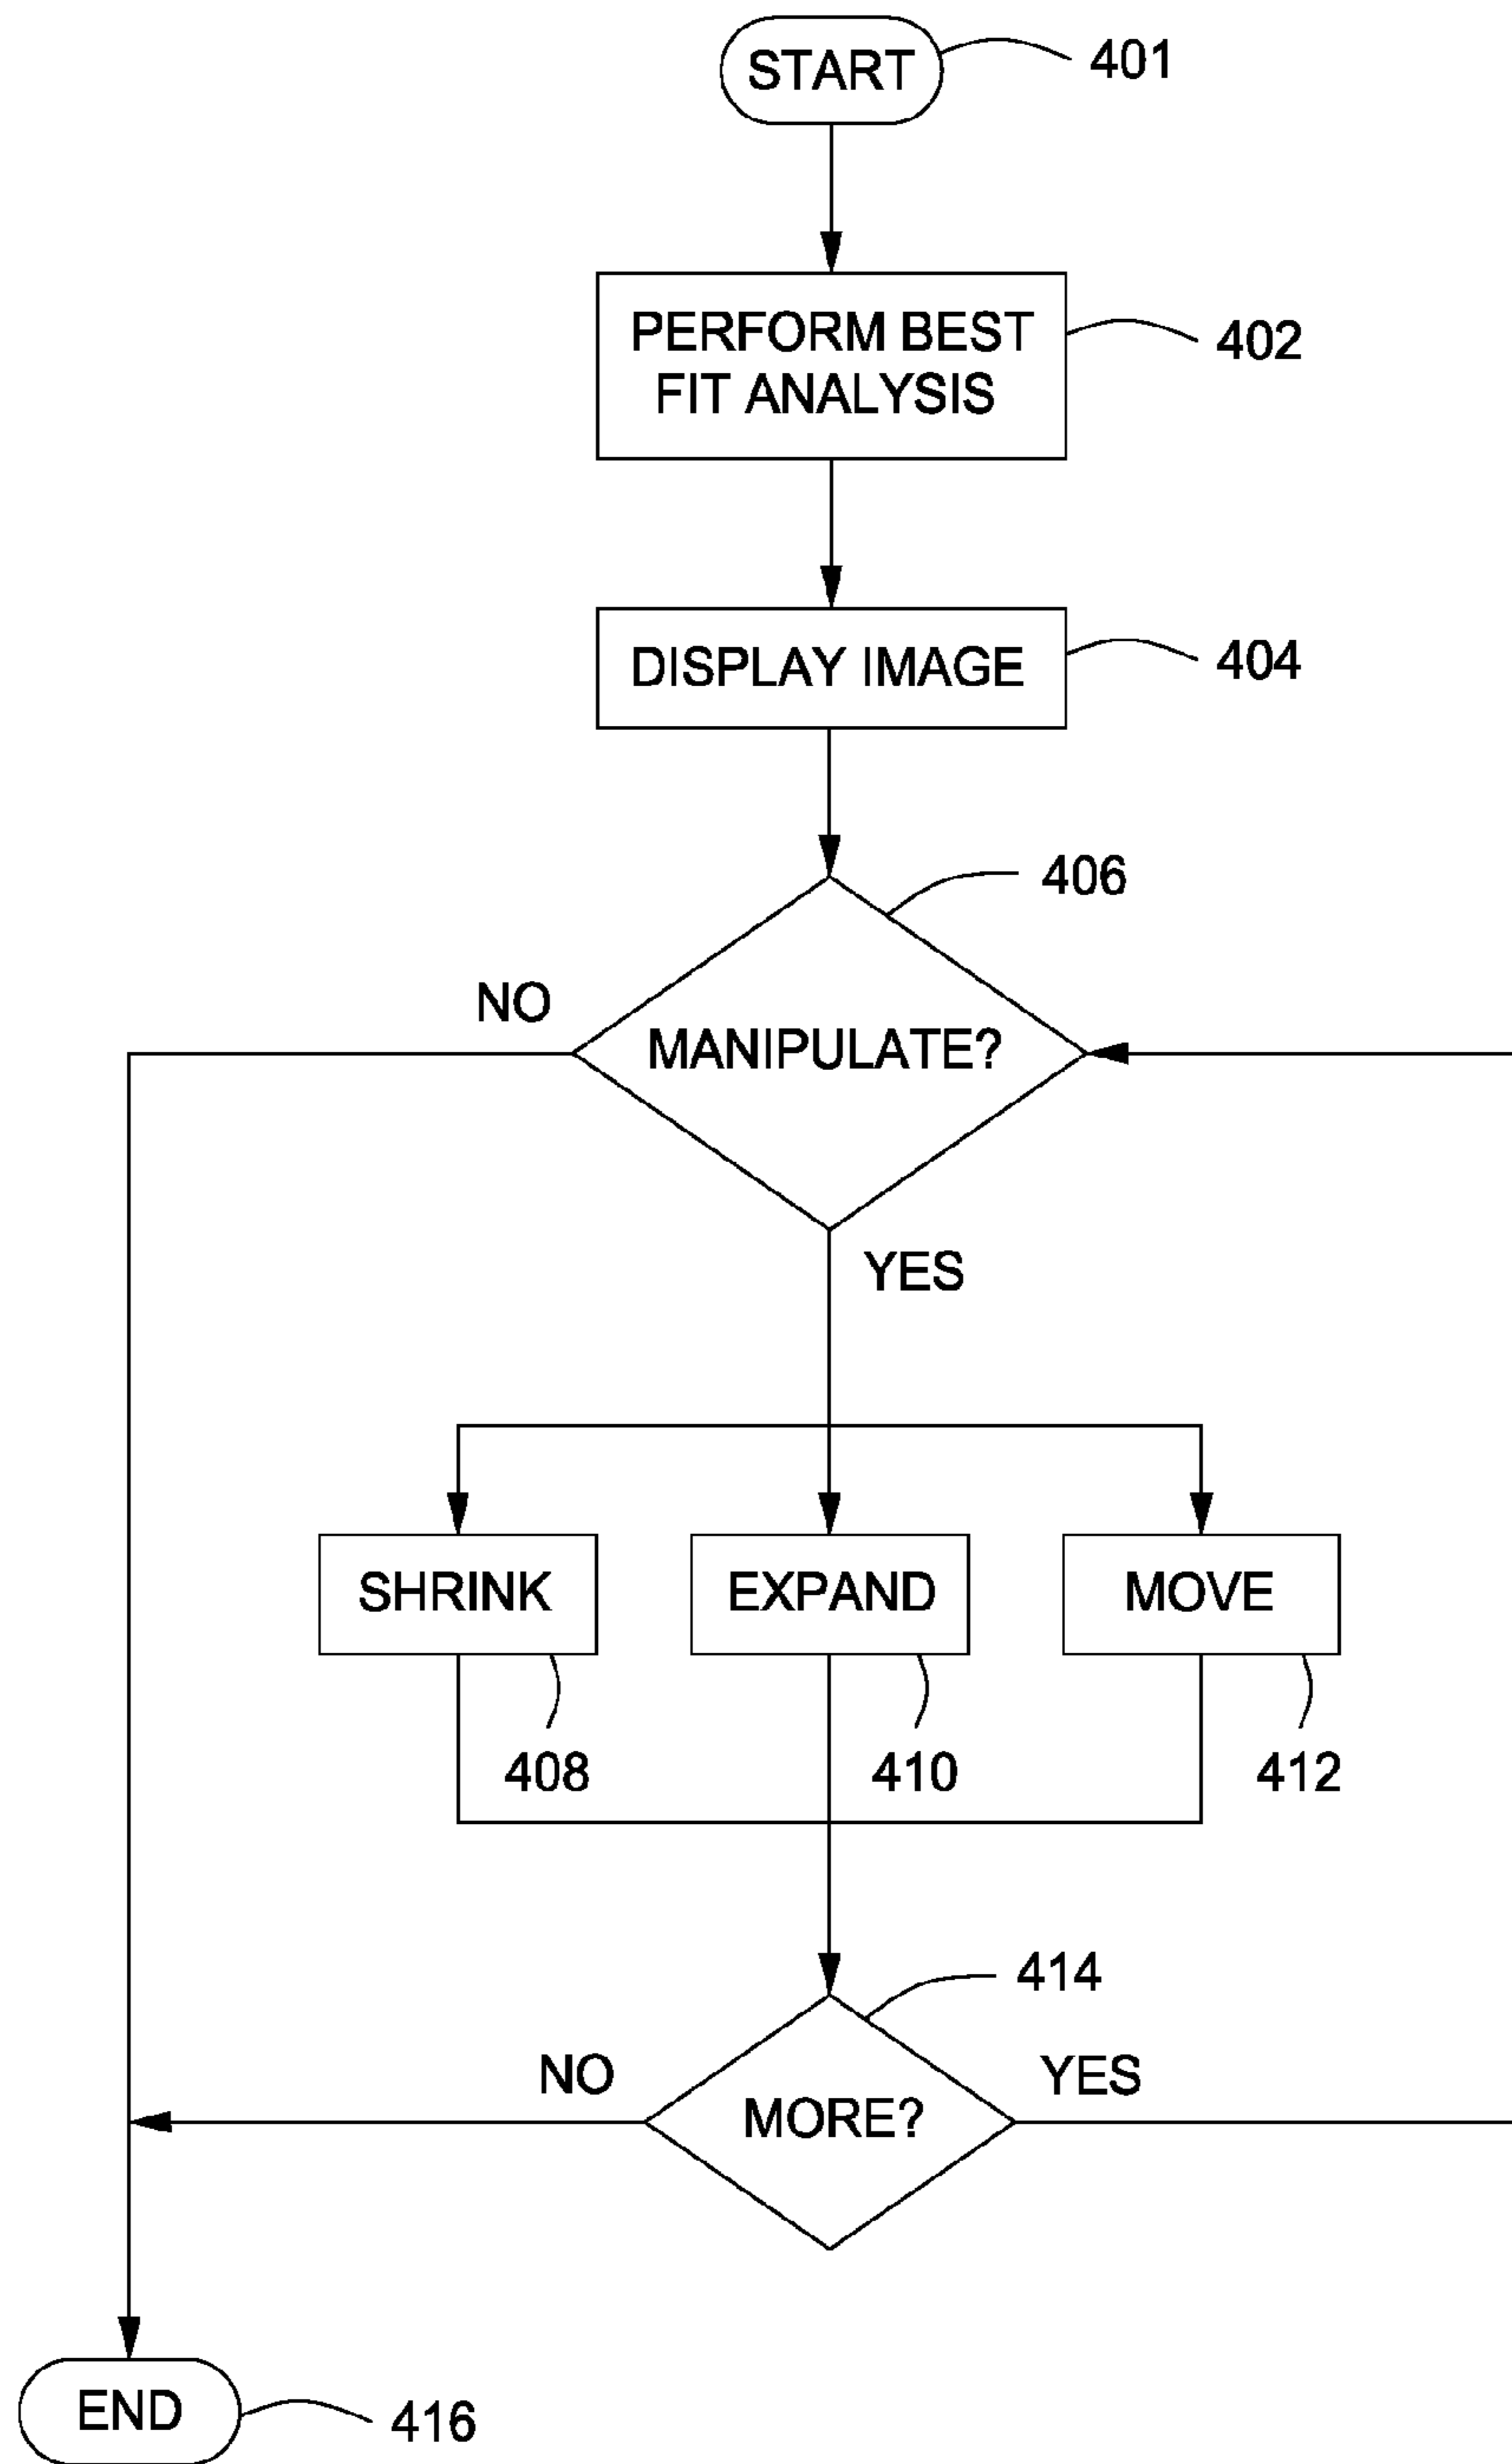 START
401
PERFORM BEST
FIT ANALYSIS
402
DISPLAY IMAGE
404
406
NO
MANIPULATE?
YES
SHRINK
EXPAND
MOVE
408
410
412
414
NO
YES
MORE?
END
416